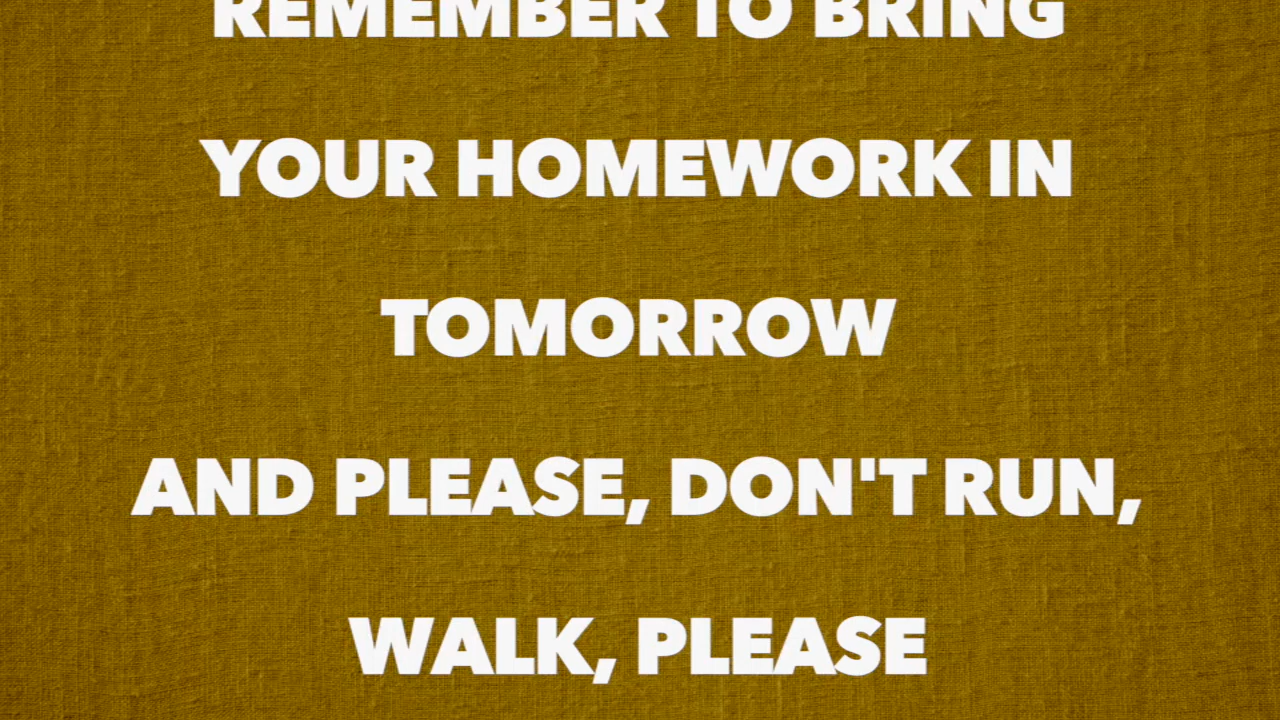 REMEMBER TO BRING
YOUR HOMEWORK IN
TOMORROW
AND PLEASE, DON'T RUN,
WALK, PLEASE